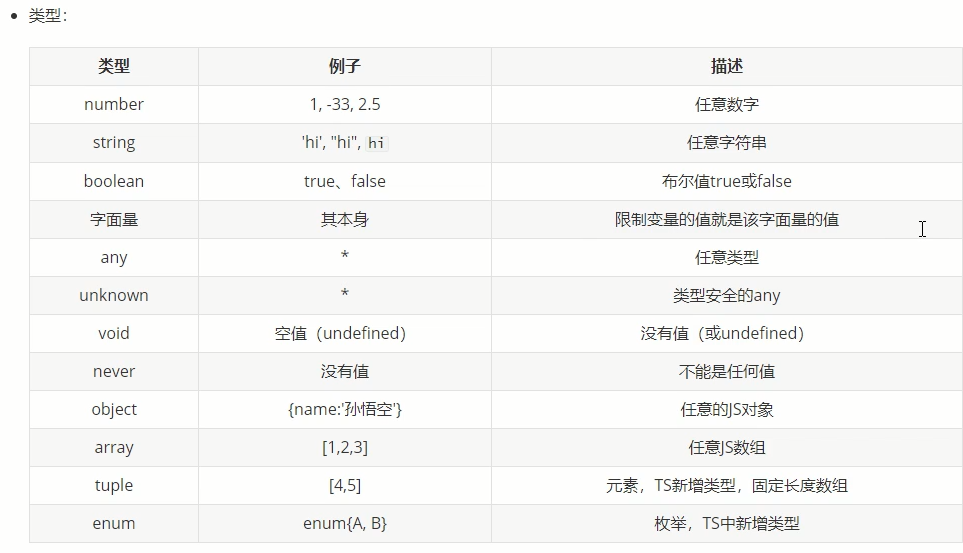 类型:
类型 例子 描述
number 1, -33, 2.5 任意数字
string 'hi', "hi", hi 任意字符串
boolean true、false 布尔值true或false
字面量 其本身 限制变量的值就是该字面量的值
any * 任意类型
unknown * 类型安全的any
void 空值（undefined） 没有值（或undefined）
never 没有值 不能是任何值
object {name:'孙悟空'} 任意的JS对象
array [1,2,3] 任意JS数组
tuple [4,5] 元素，TS新增类型，固定长度数组
enum enum{A, B} 枚举，TS中新增类型